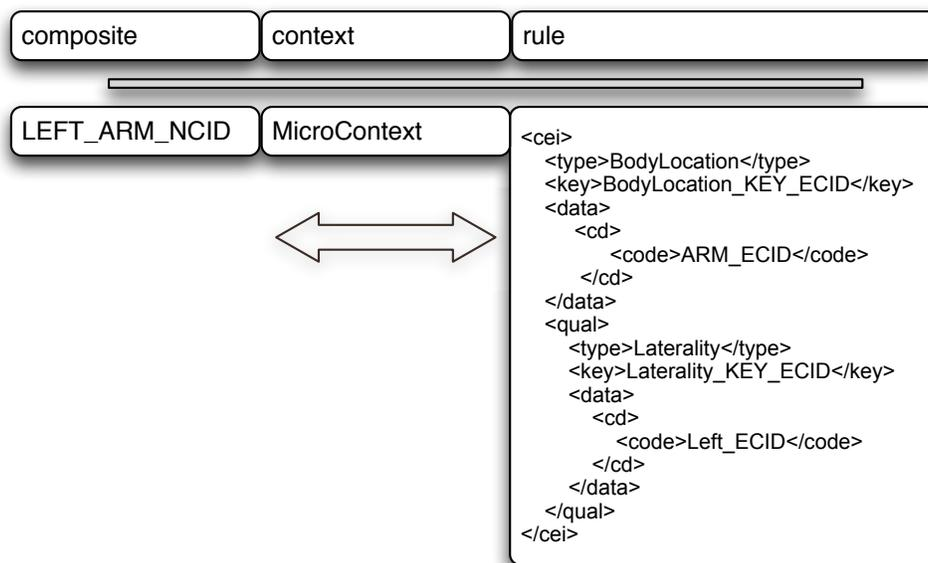 composite context rule
LEFT_ARM_NCID MicroContext
<cei>
<type>BodyLocation</type>
<key>BodyLocation_KEY_ECID</key>
<data>
<cd>
<code>ARM_ECID</code>
</cd>
</data>
<qual>
<type>Laterality</type>
<key>Laterality_KEY_ECID</key>
<data>
<cd>
<code>Left_ECID</code>
</cd>
</data>
</qual>
</cei>